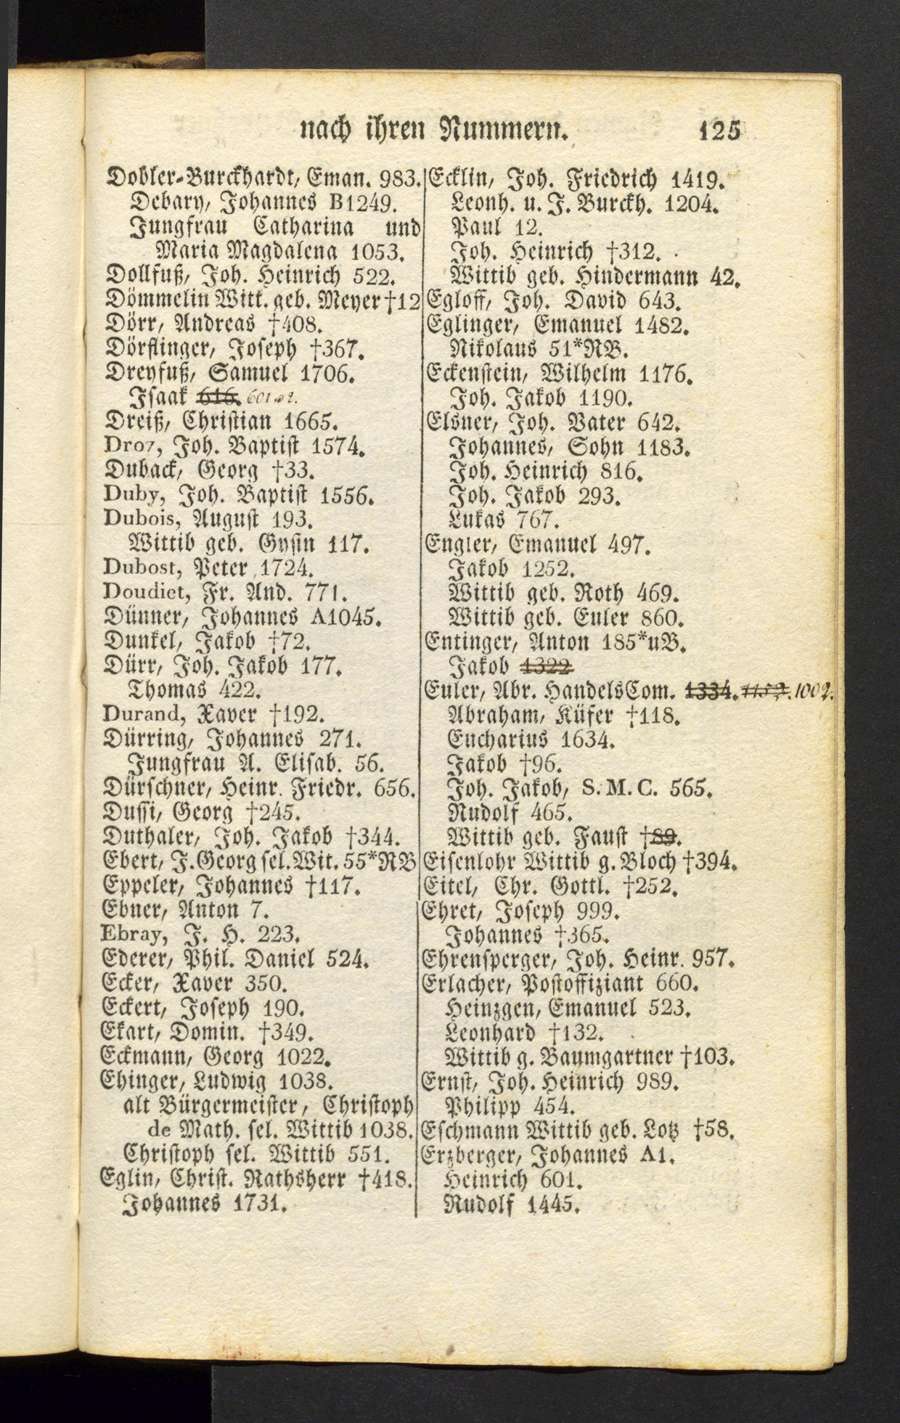 nach ihren Nummern. 125
Dobler-Burckhardt, Eman. 983.
Debary, Johannes B1249.
Jungfrau Catharina und
Maria Magdalena 1053.
Dollfuß, Joh. Heinrich 522.
Dömmelin Witt. geb. Meyer †12
Dörr, Andreas †408.
Dörflinger, Joseph †367.
Dreyfuß, Samuel 1706.
Isaak 616.
Dreiß, Christian 1665.
Droz, Joh. Baptist 1574.
Duback, Georg †33.
Duby, Joh. Baptist 1556.
Dubois, August 193.
Wittib geb. Gysin 117.
Dubost, Peter 1724.
Doudiet, Fr. And. 771.
Dünner, Johannes A1045.
Dunkel, Jakob †72.
Dürr, Joh. Jakob 177.
Thomas 422.
Durand, Xaver †192.
Dürring, Johannes 271.
Jungfrau A. Elisab. 56.
Dürschner, Heinr. Friedr. 656.
Dussi, Georg †245.
Duthaler, Joh. Jakob †344.
Ebert, J. Georg sel. Wit. 55*RB
Eppeler, Johannes †117.
Ebner, Anton 7.
Ebray, J. H. 223.
Ederer, Phil. Daniel 524.
Ecker, Xaver 350.
Eckert, Joseph 190.
Ekart, Domin. †349.
Eckmann, Georg 1022.
Ehinger, Ludwig 1038.
alt Bürgermeister, Christoph
de Math. sel. Wittib 1038.
Christoph sel. Wittib 551.
Eglin, Christ. Rathsherr †418.
Johannes 1731.
Ecklin, Joh. Friedrich 1419.
Leonh. u. J. Burckh. 1204.
Paul 12.
Joh. Heinrich †312.
Wittib geb. Hindermann 42.
Egloff, Joh. David 643.
Eglinger, Emanuel 1482.
Nikolaus 51*RB.
Eckenstein, Wilhelm 1176.
Joh. Jakob 1190.
Elsner, Joh. Vater 642.
Johannes, Sohn 1183.
Joh. Heinrich 816.
Joh. Jakob 293.
Lukas 767.
Engler, Emanuel 497.
Jakob 1252.
Wittib geb. Roth 469.
Wittib geb. Euler 860.
Entinger, Anton 185*uB.
Jakob 1322
Euler, Abr. HandelsCom. 1334.
Abraham, Küfer †118.
Eucharius 1634.
Jakob †96.
Joh. Jakob, S. M. C. 565.
Rudolf 465.
Wittib geb. Faust †89.
Eisenlohr Wittib g. Bloch †394.
Eitel, Chr. Gottl. †252.
Ehret, Joseph 999.
Johannes †365.
Ehrensperger, Joh. Heinr. 957.
Erlacher, Postoffiziant 660.
Heinzgen, Emanuel 523.
Leonhard †132.
Wittib g. Baumgartner †103.
Ernst, Joh. Heinrich 989.
Philipp 454.
Eschmann Wittib geb. Lotz †58.
Erzberger, Johannes A1.
Heinrich 601.
Rudolf 1445.